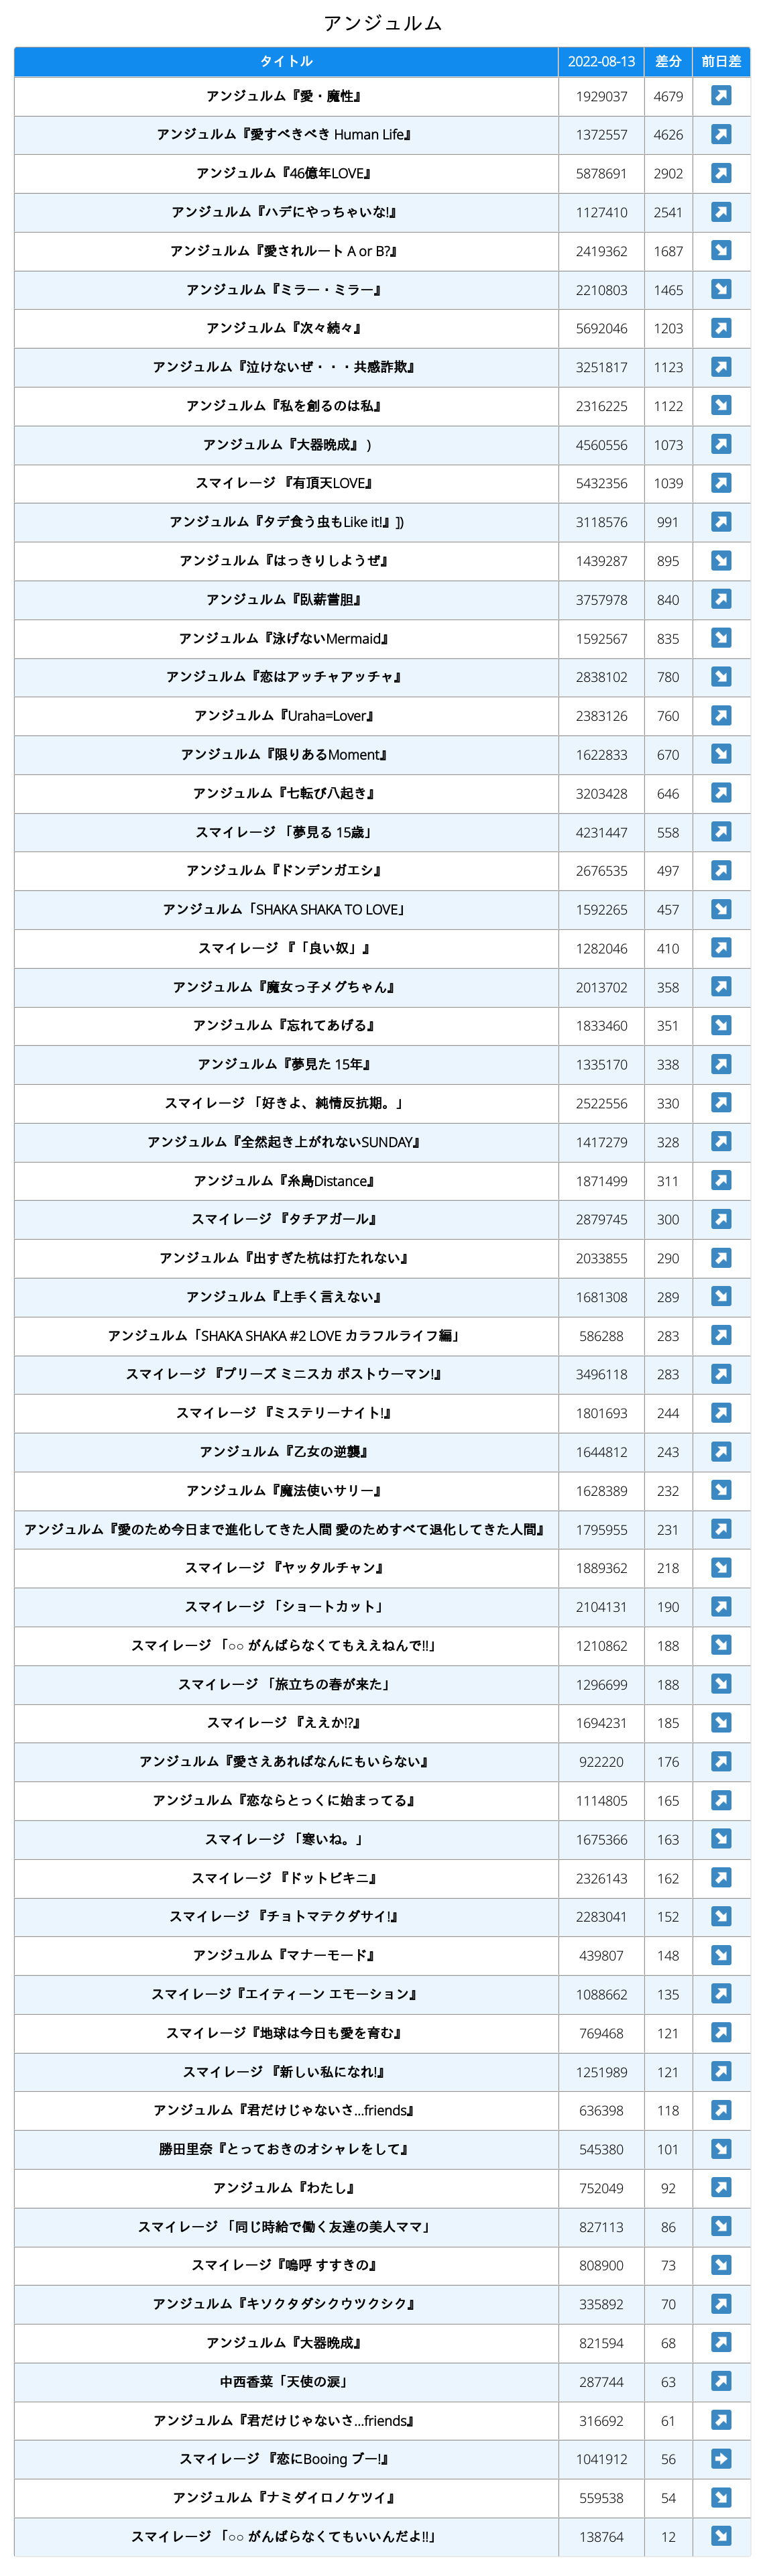 アンジュルム
タイトル 2022-08-13 差分 前日差
アンジュルム『愛・魔性』 1929037 4679 ↗
アンジュルム『愛すべきべき Human Life』 1372557 4626 ↗
アンジュルム『46億年LOVE』 5878691 2902 ↗
アンジュルム『ハデにやっちゃいな!』 1127410 2541 ↗
アンジュルム『愛されルート A or B?』 2419362 1687 ↘
アンジュルム『ミラー・ミラー』 2210803 1465 ↘
アンジュルム『次々続々』 5692046 1203 ↗
アンジュルム『泣けないぜ・・・共感詐欺』 3251817 1123 ↗
アンジュルム『私を創るのは私』 2316225 1122 ↘
アンジュルム『大器晩成』 ) 4560556 1073 ↗
スマイレージ 『有頂天LOVE』 5432356 1039 ↗
アンジュルム『タデ食う虫もLike it!』]) 3118576 991 ↗
アンジュルム『はっきりしようぜ』 1439287 895 ↘
アンジュルム『臥薪嘗胆』 3757978 840 ↗
アンジュルム『泳げないMermaid』 1592567 835 ↘
アンジュルム『恋はアッチャアッチャ』 2838102 780 ↘
アンジュルム『Uraha=Lover』 2383126 760 ↗
アンジュルム『限りあるMoment』 1622833 670 ↘
アンジュルム『七転び八起き』 3203428 646 ↗
スマイレージ 「夢見る 15歳」 4231447 558 ↗
アンジュルム『ドンデンガエシ』 2676535 497 ↗
アンジュルム「SHAKA SHAKA TO LOVE」 1592265 457 ↘
スマイレージ 『「良い奴」』 1282046 410 ↗
アンジュルム『魔女っ子メグちゃん』 2013702 358 ↗
アンジュルム『忘れてあげる』 1833460 351 ↘
アンジュルム『夢見た 15年』 1335170 338 ↗
スマイレージ 「好きよ、純情反抗期。」 2522556 330 ↗
アンジュルム『全然起き上がれないSUNDAY』 1417279 328 ↗
アンジュルム『糸島Distance』 1871499 311 ↗
スマイレージ 『タチアガール』 2879745 300 ↗
アンジュルム『出すぎた杭は打たれない』 2033855 290 ↗
アンジュルム『上手く言えない』 1681308 289 ↘
アンジュルム「SHAKA SHAKA #2 LOVE カラフルライフ編」 586288 283 ↗
スマイレージ 『プリーズ ミニスカ ポストウーマン!』 3496118 283 ↗
スマイレージ 『ミステリーナイト!』 1801693 244 ↗
アンジュルム『乙女の逆襲』 1644812 243 ↗
アンジュルム『魔法使いサリー』 1628389 232 ↘
アンジュルム『愛のため今日まで進化してきた人間 愛のためすべて退化してきた人間』 1795955 231 ↗
スマイレージ 『ヤッタルチャン』 1889362 218 ↘
スマイレージ 「ショートカット」 2104131 190 ↗
スマイレージ 「○○ がんばらなくてもええねんで!!」 1210862 188 ↘
スマイレージ 「旅立ちの春が来た」 1296699 188 ↘
スマイレージ 『ええか!?』 1694231 185 ↘
アンジュルム『愛さえあればなんにもいらない』 922220 176 ↗
アンジュルム『恋ならとっくに始まってる』 1114805 165 ↗
スマイレージ 「寒いね。」 1675366 163 ↘
スマイレージ 『ドットビキニ』 2326143 162 ↗
スマイレージ 『チョトマテクダサイ!』 2283041 152 ↘
アンジュルム『マナーモード』 439807 148 ↘
スマイレージ『エイティーン エモーション』 1088662 135 ↗
スマイレージ『地球は今日も愛を育む』 769468 121 ↗
スマイレージ 『新しい私になれ!』 1251989 121 ↗
アンジュルム『君だけじゃないさ...friends』 636398 118 ↗
勝田里奈『とっておきのオシャレをして』 545380 101 ↘
アンジュルム『わたし』 752049 92 ↗
スマイレージ 「同じ時給で働く友達の美人ママ」 827113 86 ↘
スマイレージ『嗚呼 すすきの』 808900 73 ↘
アンジュルム『キソクタダシクウツクシク』 335892 70 ↗
アンジュルム『大器晩成』 821594 68 ↗
中西香菜「天使の涙」 287744 63 ↗
アンジュルム『君だけじゃないさ...friends』 316692 61 ↗
スマイレージ 『恋にBooing ブー!』 1041912 56 ➡
アンジュルム『ナミダイロノケツイ』 559538 54 ↘
スマイレージ 「○○ がんばらなくてもいいんだよ!!」 138764 12 ↘